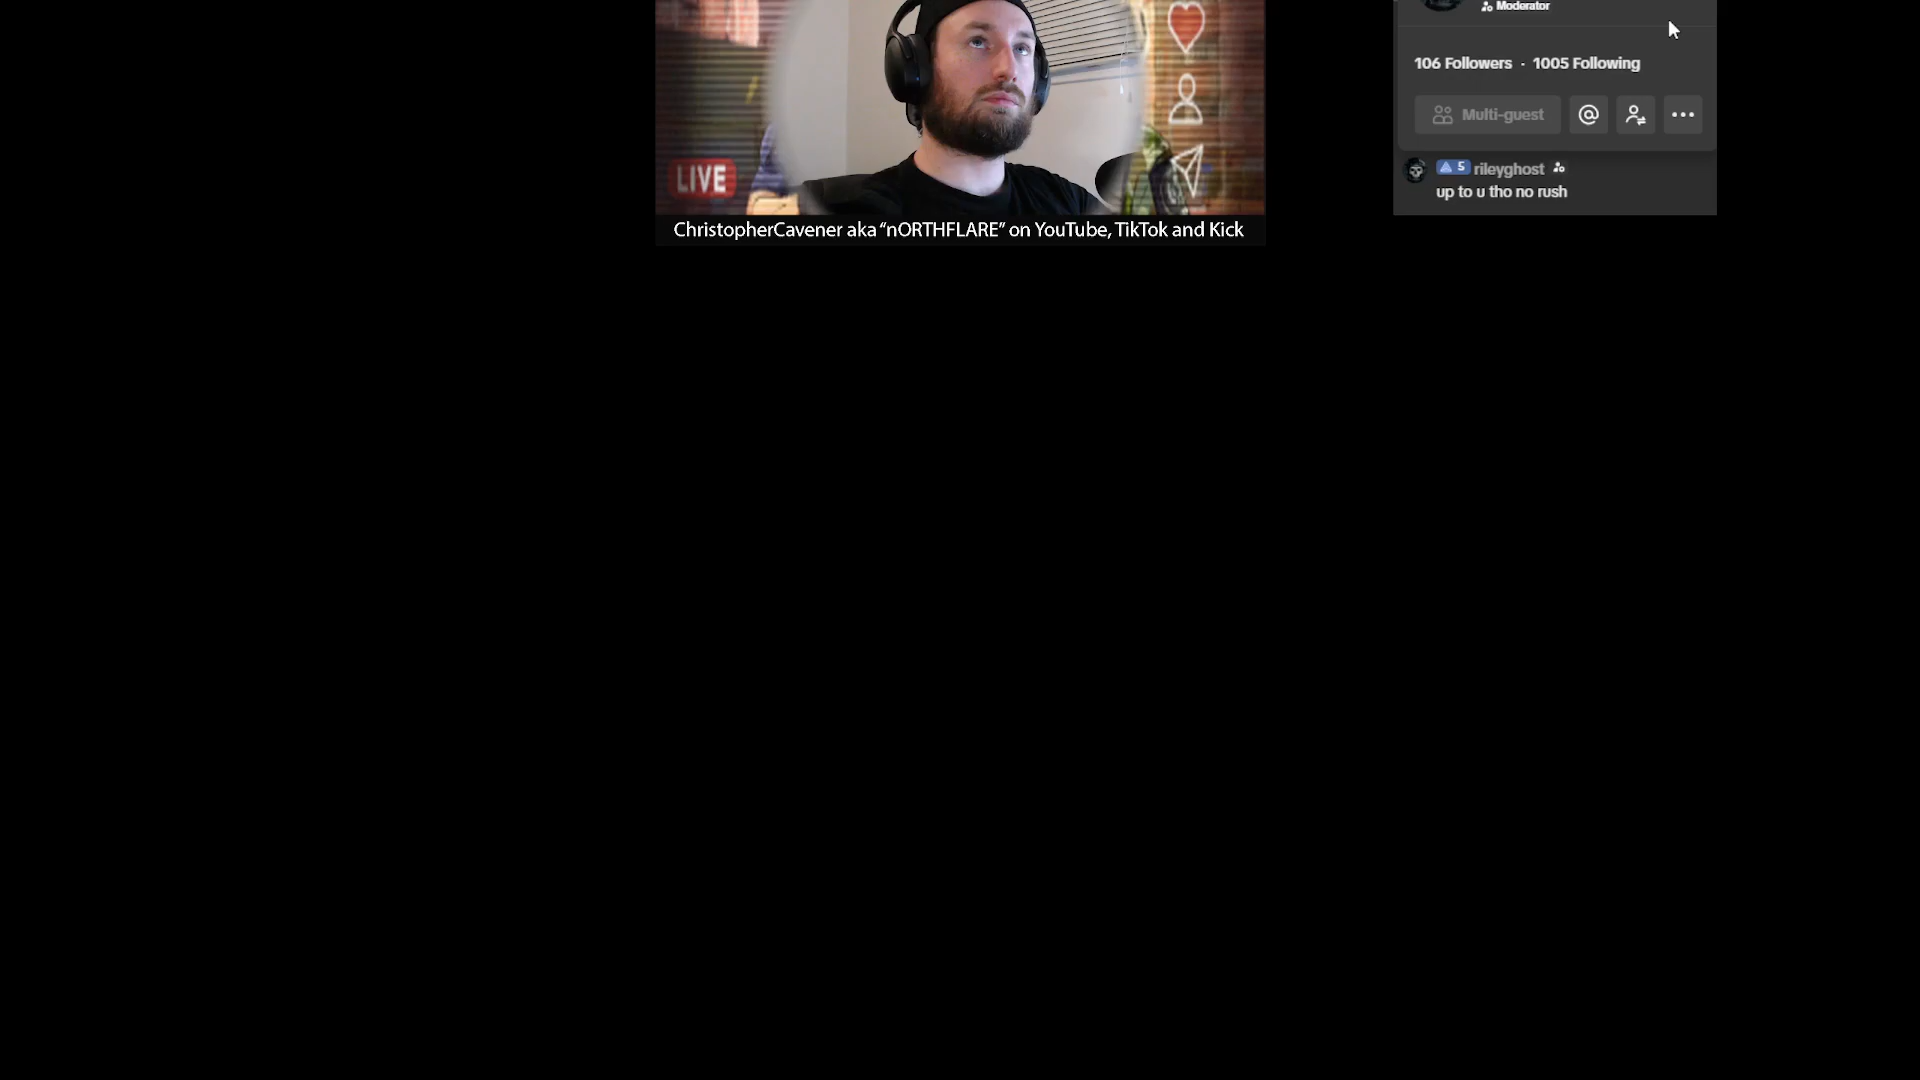 Moderator
106 Followers · 1005 Following
Multi-guest
LIVE
5 rileyghost
up to u tho no rush
ChristopherCavener aka “nORTHFLARE” on YouTube, TikTok and Kick